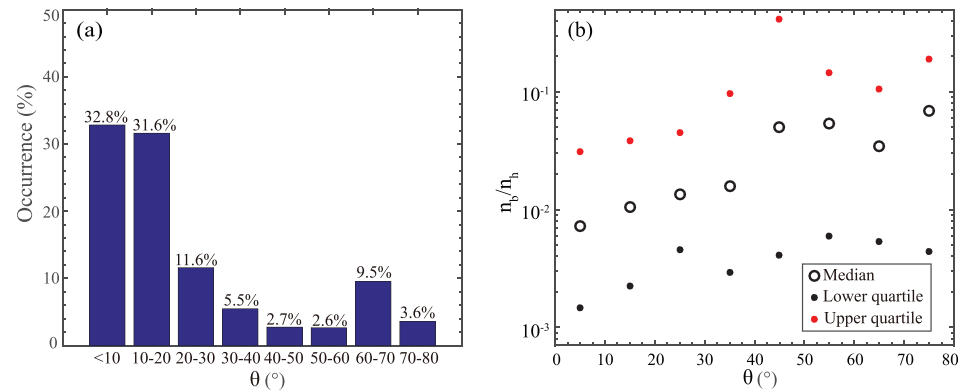 (a)
50
40
30
20
10
0
Occurrence (%)
32.8%
31.6%
11.6%
5.5%
2.7%
2.6%
9.5%
3.6%
<10 10-20 20-30 30-40 40-50 50-60 60-70 70-80
θ (°)
(b)
10⁻¹
10⁻²
10⁻³
n_b/n_h
Median
Lower quartile
Upper quartile
0 10 20 30 40 50 60 70 80
θ (°)